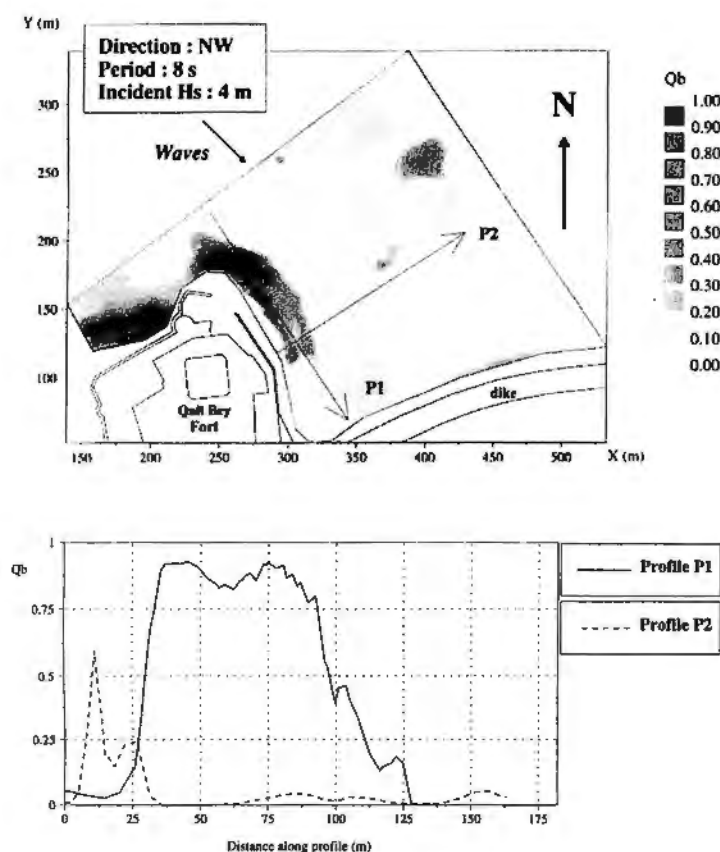 Y (m)
Direction : NW
Period : 8 s
Incident Hs : 4 m
Waves
N
Qb
1.00
0.90
0.80
0.70
0.60
0.50
0.40
0.30
0.20
0.10
0.00
300
250
200
150
100
P2
P1
Qait Bey
Fort
dike
150 200 250 300 350 400 450 500 X (m)
Qb
1
0.75
0.5
0.25
0
0 25 50 75 100 125 150 175
Distance along profile (m)
Profile P1
Profile P2